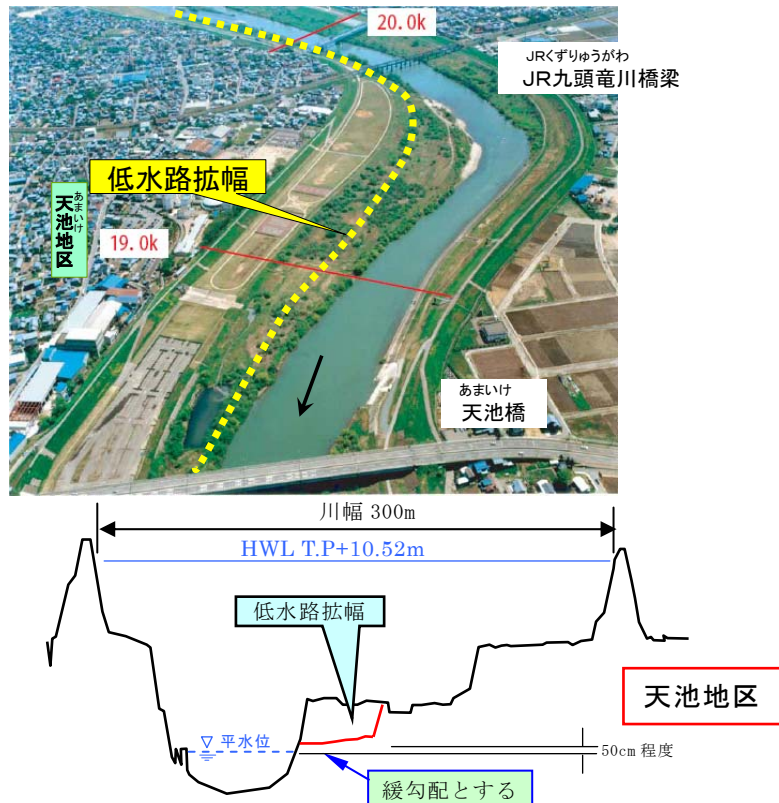 20.0k
JRくずりゅうがわ
JR九頭竜川橋梁
低水路拡幅
あまいけ
天池地区
19.0k
あまいけ
天池橋
川幅 300m
HWL T.P+10.52m
低水路拡幅
天池地区
▽ 平水位
50cm 程度
緩勾配とする